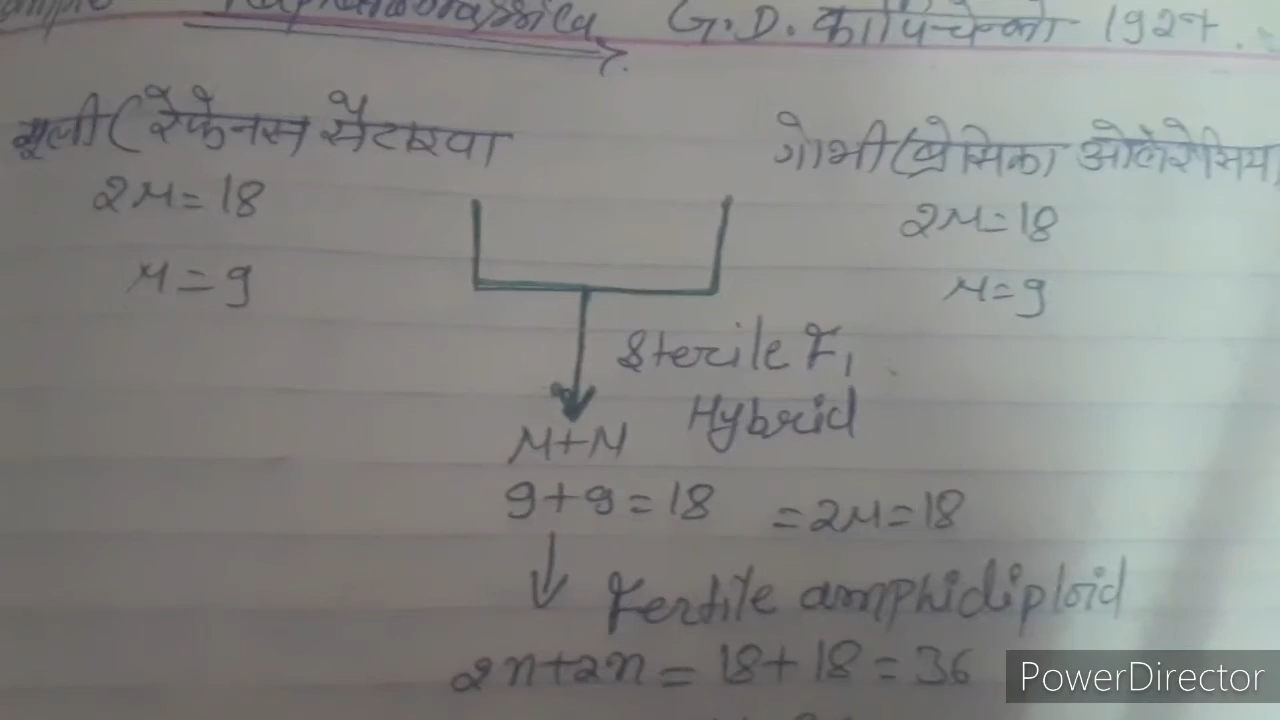 Raphanobrassica G.D. कार्पिचेन्को 1927.
मूली (रैफेनस सैटाइवा
गोभी (ब्रेसिका ओलेरेसिया
2n=18
2n=18
n=9
n=9
Sterile F1
Hybrid
n+n
9+9=18 =2n=18
Fertile amphidiploid
2n+2n=18+18=36
PowerDirector